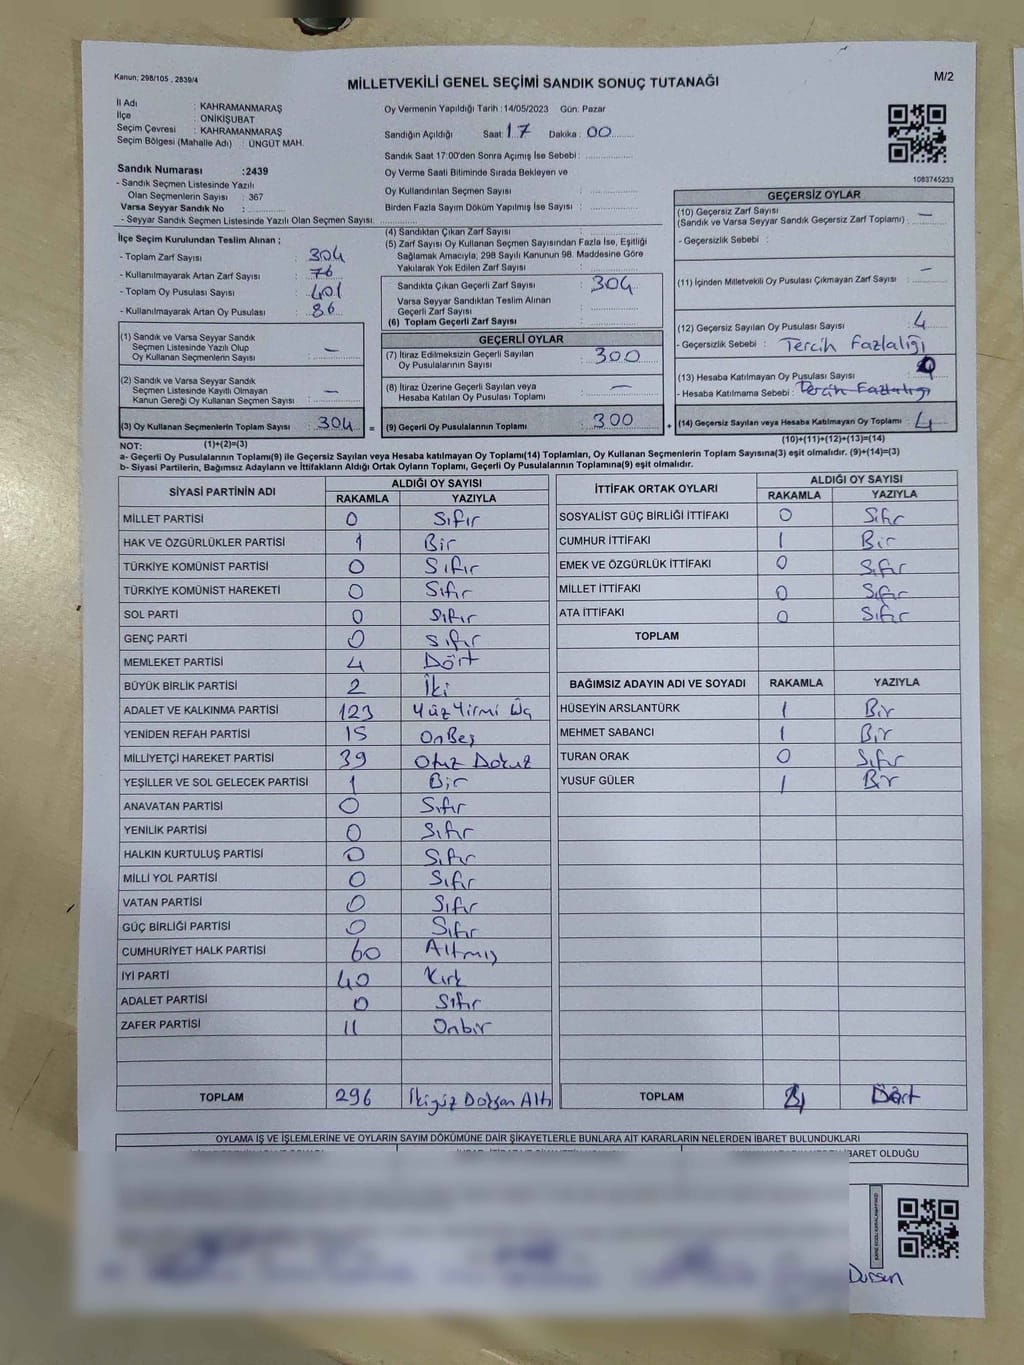 Kanun; 298/105 , 2839/4
MİLLETVEKİLİ GENEL SEÇİMİ SANDIK SONUÇ TUTANAĞI
M/2
İl Adı : KAHRAMANMARAŞ
İlçe : ONİKİŞUBAT
Seçim Çevresi : KAHRAMANMARAŞ
Seçim Bölgesi (Mahalle Adı) : ÜNGÜT MAH.
Oy Vermenin Yapıldığı Tarih :14/05/2023 Gün: Pazar
Sandığın Açıldığı Saat: 17 Dakika : 00
Sandık Saat 17:00'den Sonra Açımış İse Sebebi :
Oy Verme Saati Bitiminde Sırada Bekleyen ve
Oy Kullandırılan Seçmen Sayısı :
Birden Fazla Sayım Döküm Yapılmış İse Sayısı :
1083745233
Sandık Numarası :2439
- Sandık Seçmen Listesinde Yazılı
Olan Seçmenlerin Sayısı : 367
Varsa Seyyar Sandık No :
- Seyyar Sandık Seçmen Listesinde Yazılı Olan Seçmen Sayısı:
İlçe Seçim Kurulundan Teslim Alınan ;
- Toplam Zarf Sayısı : 304
- Kullanılmayarak Artan Zarf Sayısı : 76
- Toplam Oy Pusulası Sayısı : 401
- Kullanılmayarak Artan Oy Pusulası : 86
(1) Sandık ve Varsa Seyyar Sandık
Seçmen Listesinde Yazılı Olup
Oy Kullanan Seçmenlerin Sayısı : —
(2) Sandık ve Varsa Seyyar Sandık
Seçmen Listesinde Kayıtlı Olmayan
Kanun Gereği Oy Kullanan Seçmen Sayısı : —
(3) Oy Kullanan Seçmenlerin Toplam Sayısı : 304 =
(4) Sandıktan Çıkan Zarf Sayısı :
(5) Zarf Sayısı Oy Kullanan Seçmen Sayısından Fazla İse, Eşitliği
Sağlamak Amacıyla; 298 Sayılı Kanunun 98. Maddesine Göre
Yakılarak Yok Edilen Zarf Sayısı :
Sandıkta Çıkan Geçerli Zarf Sayısı : 304
Varsa Seyyar Sandıktan Teslim Alınan
Geçerli Zarf Sayısı :
(6) Toplam Geçerli Zarf Sayısı :
GEÇERLİ OYLAR
(7) İtiraz Edilmeksizin Geçerli Sayılan
Oy Pusulalarının Sayısı : 300
(8) İtiraz Üzerine Geçerli Sayılan veya
Hesaba Katılan Oy Pusulası Toplamı : —
(9) Geçerli Oy Pusulalarının Toplamı : 300 +
GEÇERSİZ OYLAR
(10) Geçersiz Zarf Sayısı
(Sandık ve Varsa Seyyar Sandık Geçersiz Zarf Toplamı) : —
- Geçersizlik Sebebi :
(11) İçinden Milletvekili Oy Pusulası Çıkmayan Zarf Sayısı : —
(12) Geçersiz Sayılan Oy Pusulası Sayısı : 4
- Geçersizlik Sebebi : Tercih Fazlalığı
(13) Hesaba Katılmayan Oy Pusulası Sayısı :
- Hesaba Katılmama Sebebi : Tercih Fazlalığı
(14) Geçersiz Sayılan veya Hesaba Katılmayan Oy Toplamı : 4
NOT: (1)+(2)=(3)
(10)+(11)+(12)+(13)=(14)
a- Geçerli Oy Pusulalarının Toplamı(9) ile Geçersiz Sayılan veya Hesaba katılmayan Oy Toplamı(14) Toplamları, Oy Kullanan Seçmenlerin Toplam Sayısına(3) eşit olmalıdır. (9)+(14)=(3)
b- Siyasi Partilerin, Bağımsız Adayların ve İttifakların Aldığı Ortak Oyların Toplamı, Geçerli Oy Pusulalarının Toplamına(9) eşit olmalıdır.
SİYASİ PARTİNİN ADI ALDIĞI OY SAYISI
RAKAMLA YAZIYLA
MİLLET PARTİSİ 0 Sıfır
HAK VE ÖZGÜRLÜKLER PARTİSİ 1 Bir
TÜRKİYE KOMÜNİST PARTİSİ 0 Sıfır
TÜRKİYE KOMÜNİST HAREKETİ 0 Sıfır
SOL PARTİ 0 Sıfır
GENÇ PARTİ 0 Sıfır
MEMLEKET PARTİSİ 4 Dört
BÜYÜK BİRLİK PARTİSİ 2 İki
ADALET VE KALKINMA PARTİSİ 123 Yüz Yirmi Üç
YENİDEN REFAH PARTİSİ 15 OnBeş
MİLLİYETÇİ HAREKET PARTİSİ 39 Otuz Dokuz
YEŞİLLER VE SOL GELECEK PARTİSİ 1 Bir
ANAVATAN PARTİSİ 0 Sıfır
YENİLİK PARTİSİ 0 Sıfır
HALKIN KURTULUŞ PARTİSİ 0 Sıfır
MİLLİ YOL PARTİSİ 0 Sıfır
VATAN PARTİSİ 0 Sıfır
GÜÇ BİRLİĞİ PARTİSİ 0 Sıfır
CUMHURİYET HALK PARTİSİ 60 Altmış
İYİ PARTİ 40 Kırk
ADALET PARTİSİ 0 Sıfır
ZAFER PARTİSİ 11 Onbir
TOPLAM 296 İkiyüz Doksan Altı
İTTİFAK ORTAK OYLARI ALDIĞI OY SAYISI
RAKAMLA YAZIYLA
SOSYALİST GÜÇ BİRLİĞİ İTTİFAKI 0 Sıfır
CUMHUR İTTİFAKI 1 Bir
EMEK VE ÖZGÜRLÜK İTTİFAKI 0 Sıfır
MİLLET İTTİFAKI 0 Sıfır
ATA İTTİFAKI 0 Sıfır
TOPLAM
BAĞIMSIZ ADAYIN ADI VE SOYADI RAKAMLA YAZIYLA
HÜSEYİN ARSLANTÜRK 1 Bir
MEHMET SABANCI 1 Bir
TURAN ORAK 0 Sıfır
YUSUF GÜLER 1 Bir
TOPLAM 4 Dört
OYLAMA İŞ VE İŞLEMLERİNE VE OYLARIN SAYIM DÖKÜMÜNE DAİR ŞİKAYETLERLE BUNLARA AİT KARARLARIN NELERDEN İBARET BULUNDUKLARI
BARET OLDUĞU
Dursun